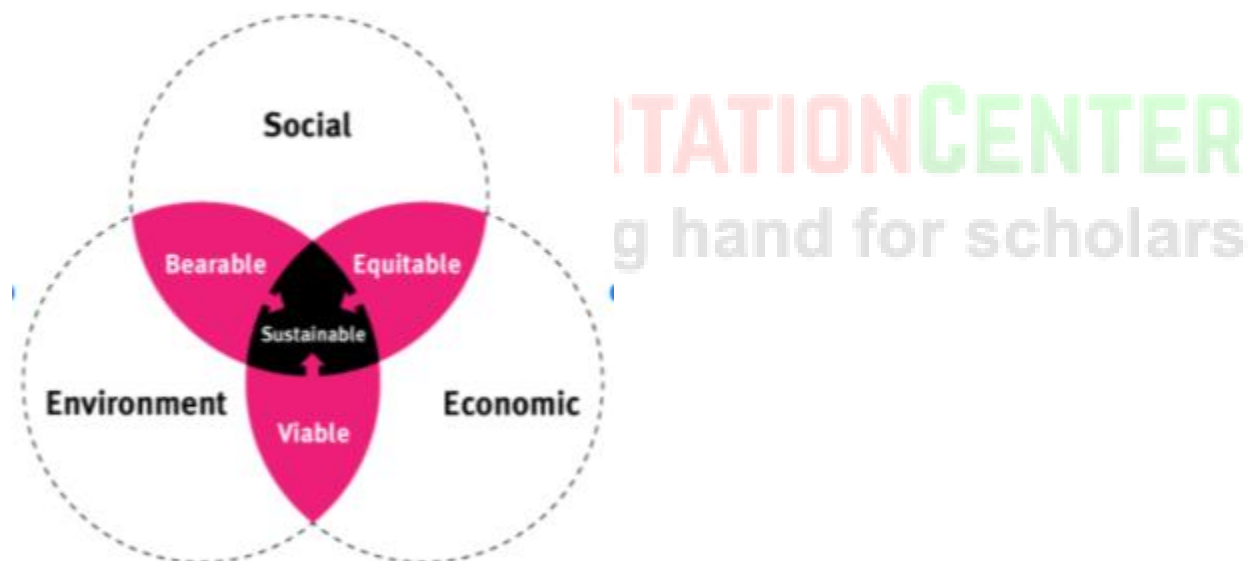 Social
RTATIONCENTER
g hand for scholars
Bearable
Equitable
Sustainable
Environment
Economic
Viable